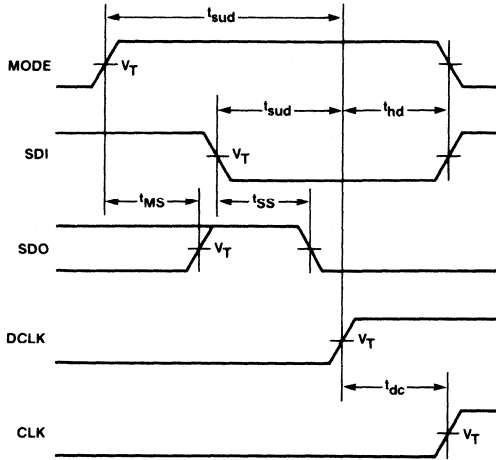 t_sud
MODE
V_T
t_sud
t_hd
SDI
V_T
t_MS
t_SS
SDO
V_T
DCLK
V_T
t_dc
CLK
V_T